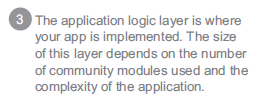 3 The application logic layer is where
your app is implemented. The size
of this layer depends on the number
of community modules used and the
complexity of the application.